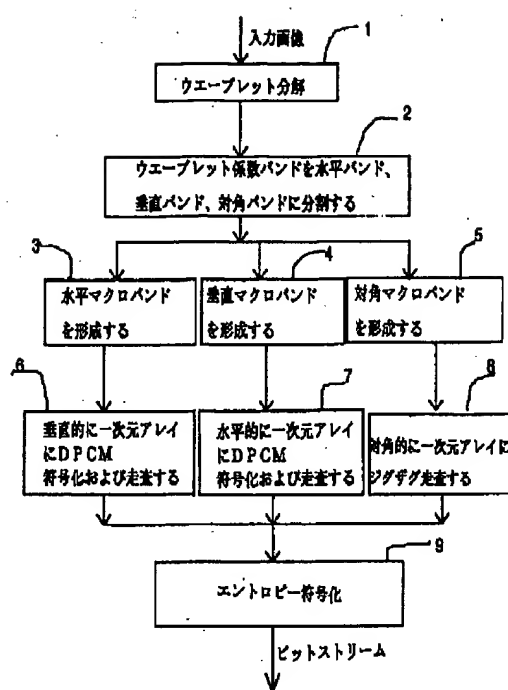 入力画像
1
ウエーブレット分解
2
ウエーブレット係数バンドを水平バンド、
垂直バンド、対角バンドに分割する
3
水平マクロバンド
を形成する
4
垂直マクロバンド
を形成する
5
対角マクロバンド
を形成する
6
垂直的に一次元アレイ
にDPCM
符号化および走査する
7
水平的に一次元アレイ
にDPCM
符号化および走査する
8
対角的に一次元アレイに
ジグザグ走査する
9
エントロピー符号化
ビットストリーム